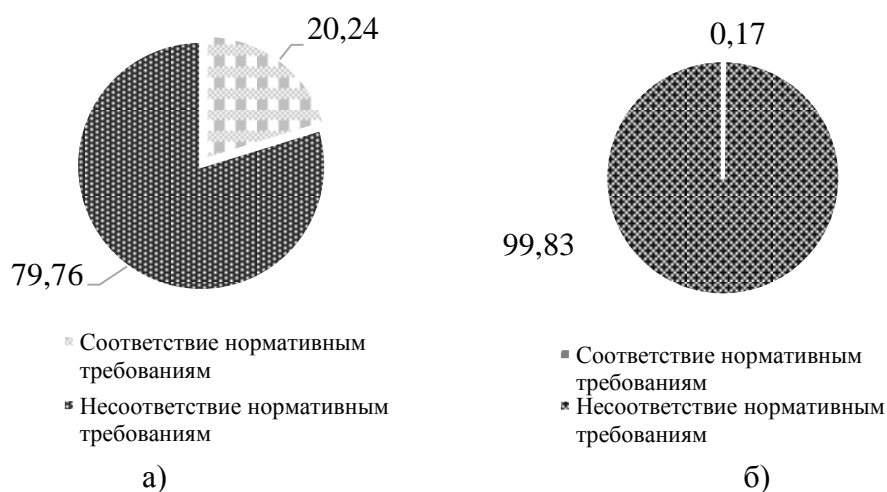 20,24
79,76
Соответствие нормативным
требованиям
Несоответствие нормативным
требованиям
а)
0,17
99,83
Соответствие нормативным
требованиям
Несоответствие нормативным
требованиям
б)